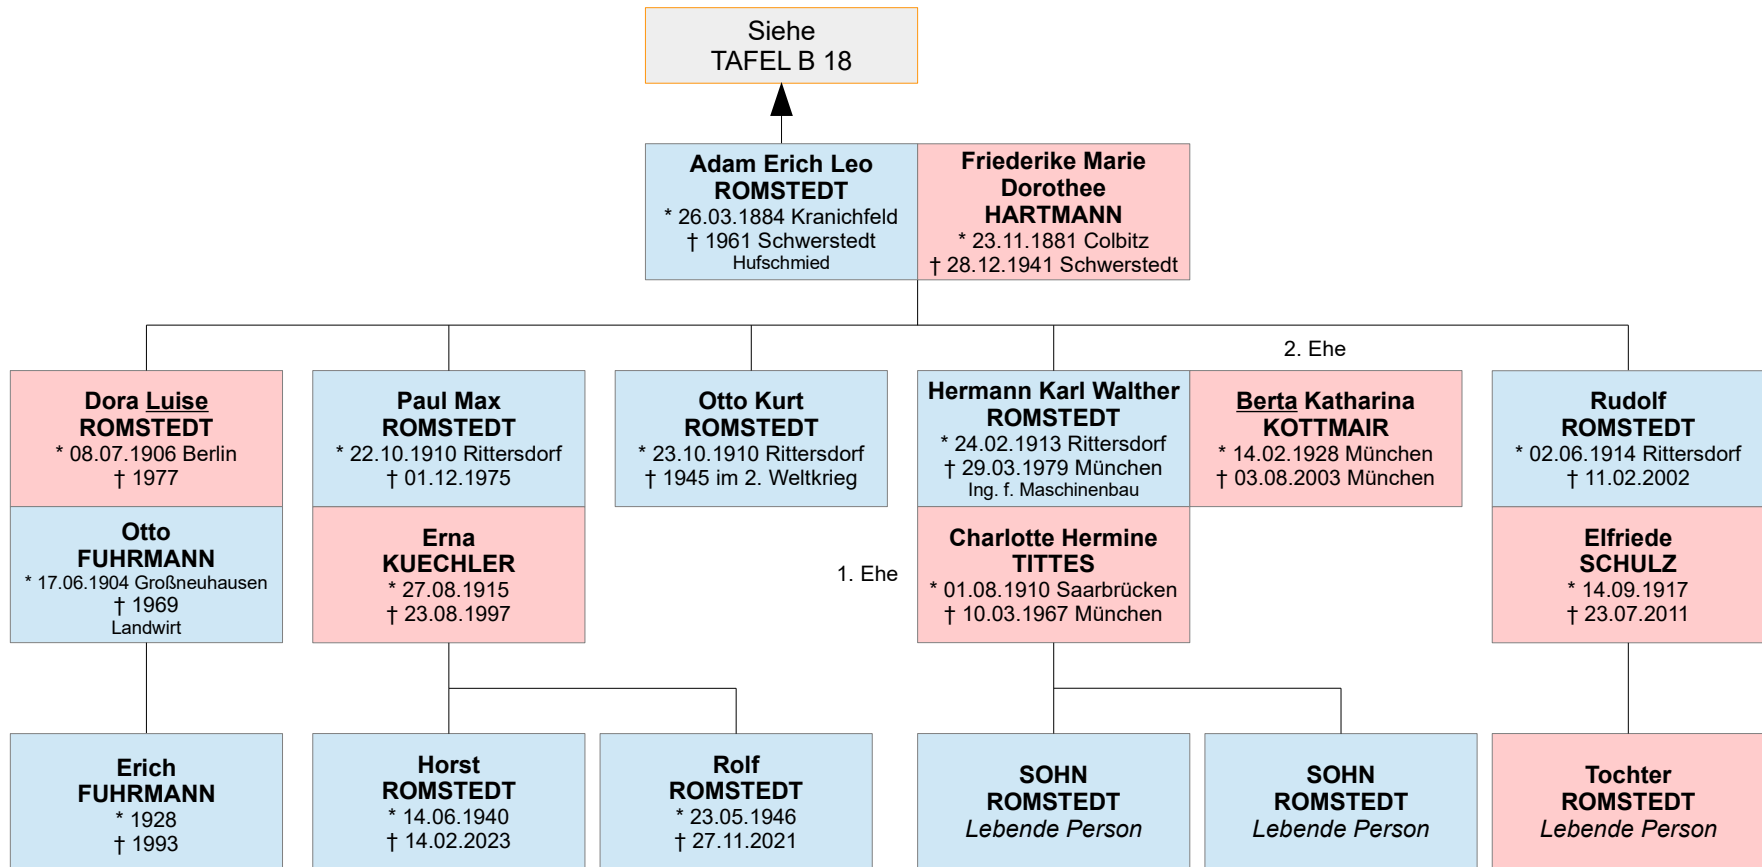 Siehe
TAFEL B 18
Adam Erich Leo
ROMSTEDT
* 26.03.1884 Kranichfeld
† 1961 Schwerstedt
Hufschmied
Friederike Marie
Dorothee
HARTMANN
* 23.11.1881 Colbitz
† 28.12.1941 Schwerstedt
2. Ehe
Dora Luise
ROMSTEDT
* 08.07.1906 Berlin
† 1977
Paul Max
ROMSTEDT
* 22.10.1910 Rittersdorf
† 01.12.1975
Otto Kurt
ROMSTEDT
* 23.10.1910 Rittersdorf
† 1945 im 2. Weltkrieg
Hermann Karl Walther
ROMSTEDT
* 24.02.1913 Rittersdorf
† 29.03.1979 München
Ing. f. Maschinenbau
Berta Katharina
KOTTMAIR
* 14.02.1928 München
† 03.08.2003 München
Rudolf
ROMSTEDT
* 02.06.1914 Rittersdorf
† 11.02.2002
Otto
FUHRMANN
* 17.06.1904 Großneuhausen
† 1969
Landwirt
Erna
KUECHLER
* 27.08.1915
† 23.08.1997
1. Ehe
Charlotte Hermine
TITTES
* 01.08.1910 Saarbrücken
† 10.03.1967 München
Elfriede
SCHULZ
* 14.09.1917
† 23.07.2011
Erich
FUHRMANN
* 1928
† 1993
Horst
ROMSTEDT
* 14.06.1940
† 14.02.2023
Rolf
ROMSTEDT
* 23.05.1946
† 27.11.2021
SOHN
ROMSTEDT
Lebende Person
SOHN
ROMSTEDT
Lebende Person
Tochter
ROMSTEDT
Lebende Person